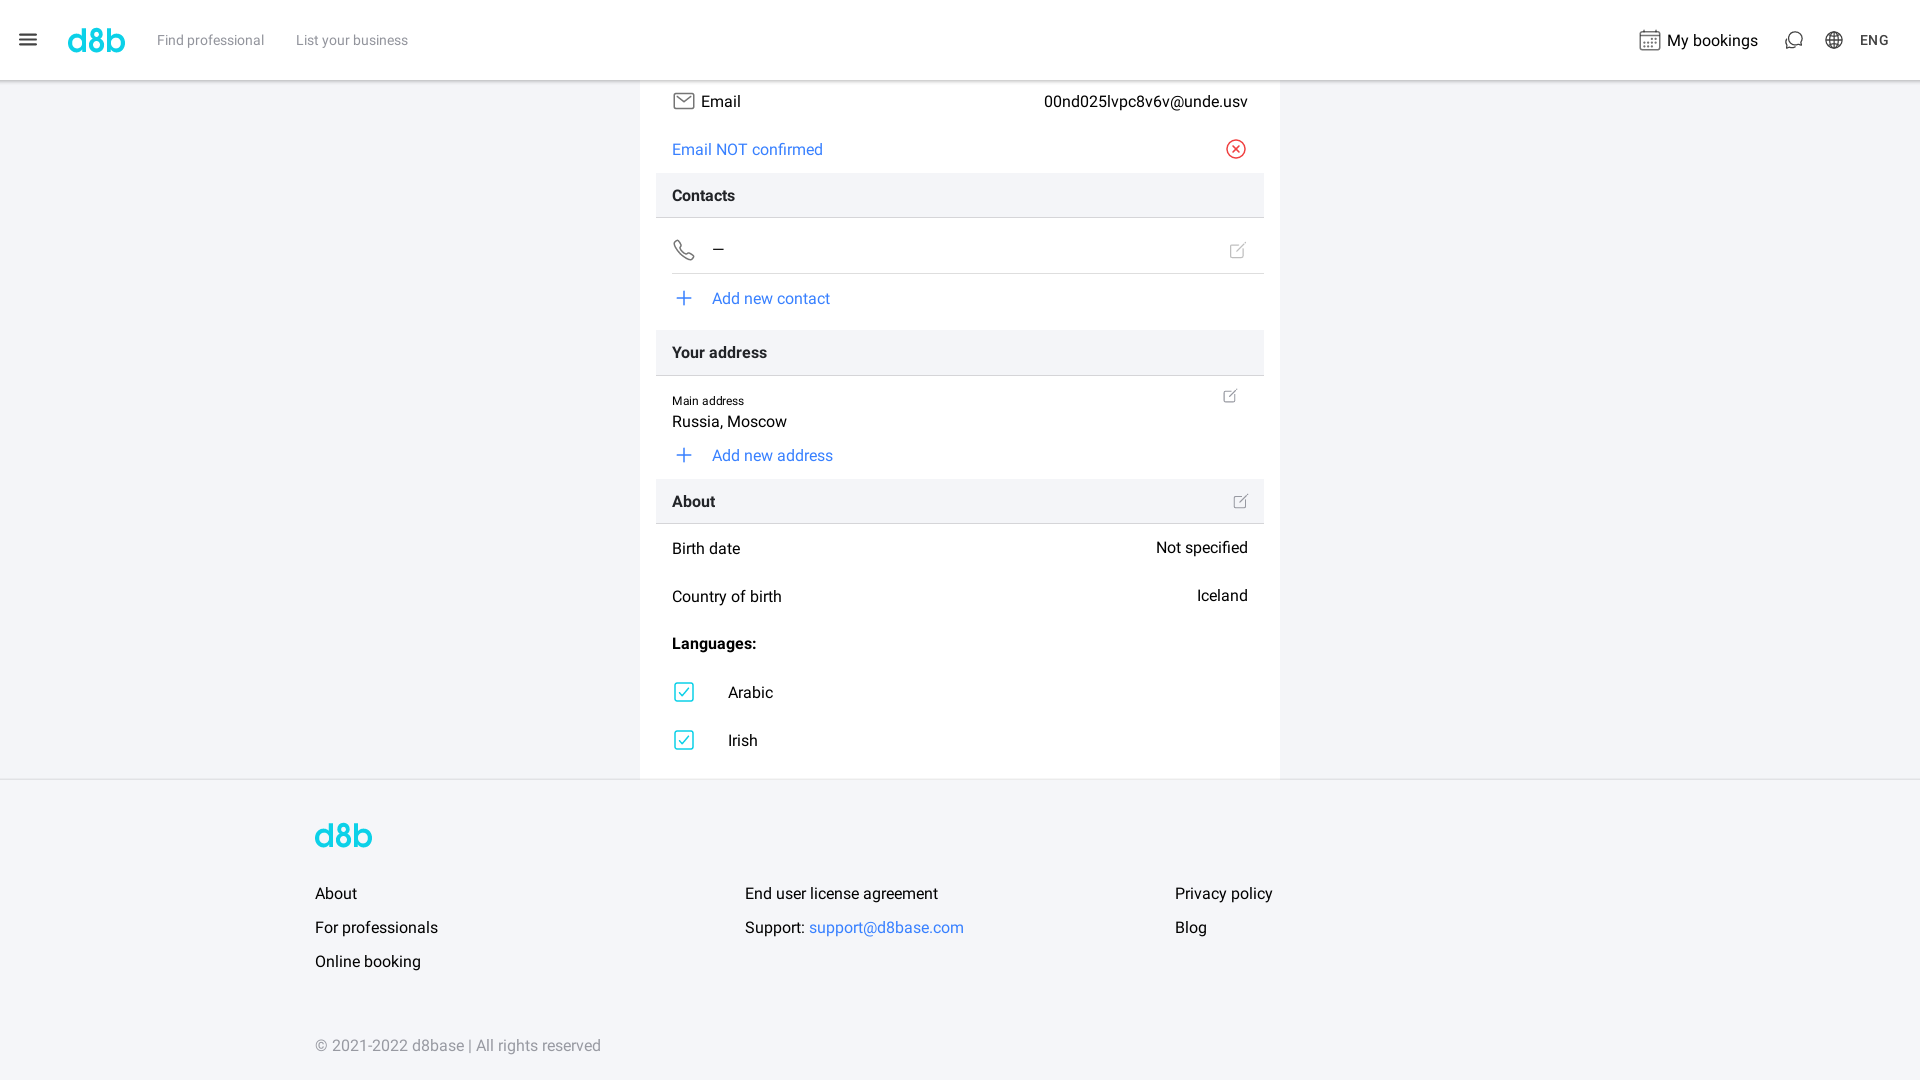 d8b
Find professional
List your business
My bookings
ENG
Email
00nd025lvpc8v6v@unde.usv
Email NOT confirmed
Contacts
—
Add new contact
Your address
Main address
Russia, Moscow
Add new address
About
Birth date
Not specified
Country of birth
Iceland
Languages:
Arabic
Irish
d8b
About
End user license agreement
Privacy policy
For professionals
Support: support@d8base.com
Blog
Online booking
© 2021-2022 d8base | All rights reserved